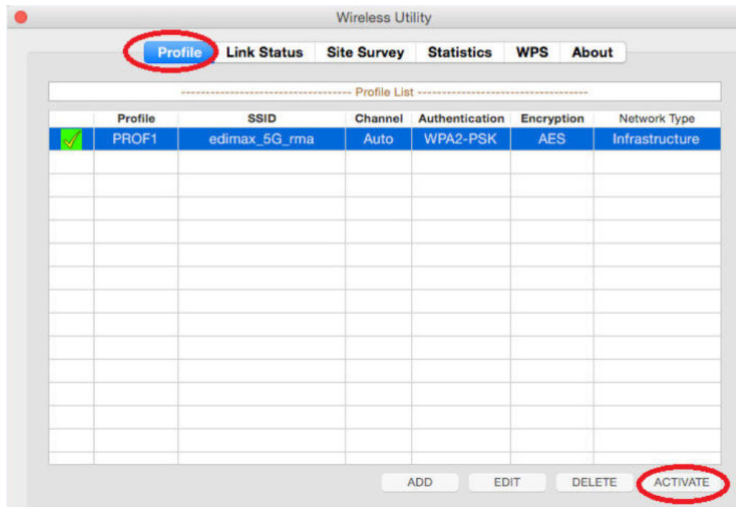 Wireless Utility
Profile Link Status Site Survey Statistics WPS About
---------------------------------- Profile List ----------------------------------
Profile SSID Channel Authentication Encryption Network Type
PROF1 edimax_5G_rma Auto WPA2-PSK AES Infrastructure
ADD EDIT DELETE ACTIVATE